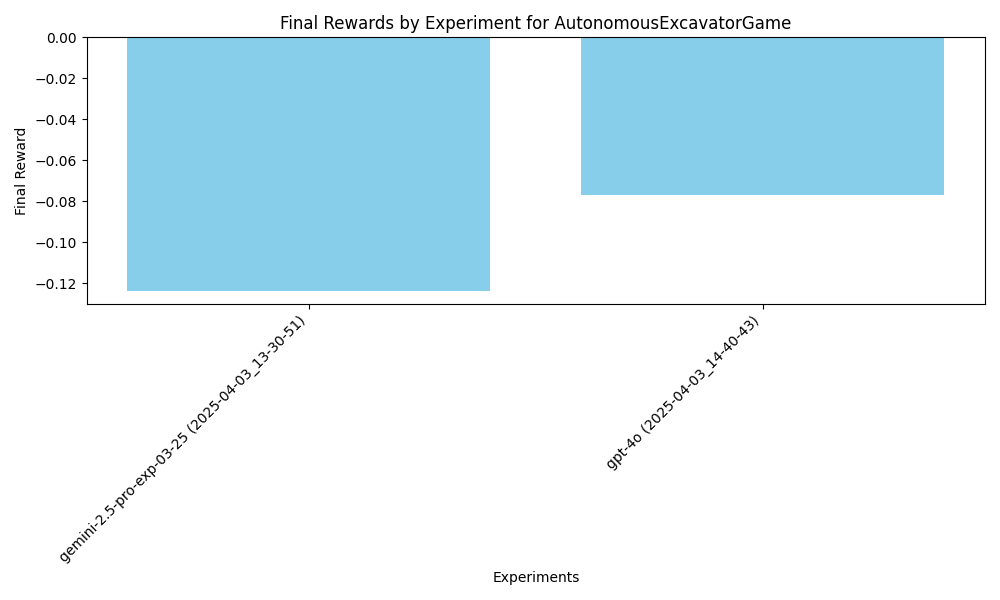 Final Rewards by Experiment for AutonomousExcavatorGame
Final Reward
0.00
−0.02
−0.04
−0.06
−0.08
−0.10
−0.12
gemini-2.5-pro-exp-03-25 (2025-04-03_13-30-51)
gpt-4o (2025-04-03_14-40-43)
Experiments